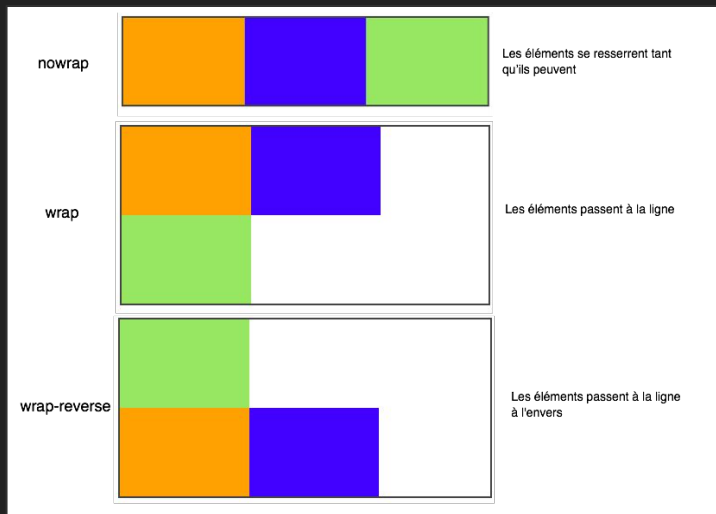 nowrap
Les éléments se resserrent tant
qu'ils peuvent
wrap
Les éléments passent à la ligne
wrap-reverse
Les éléments passent à la ligne
à l'envers